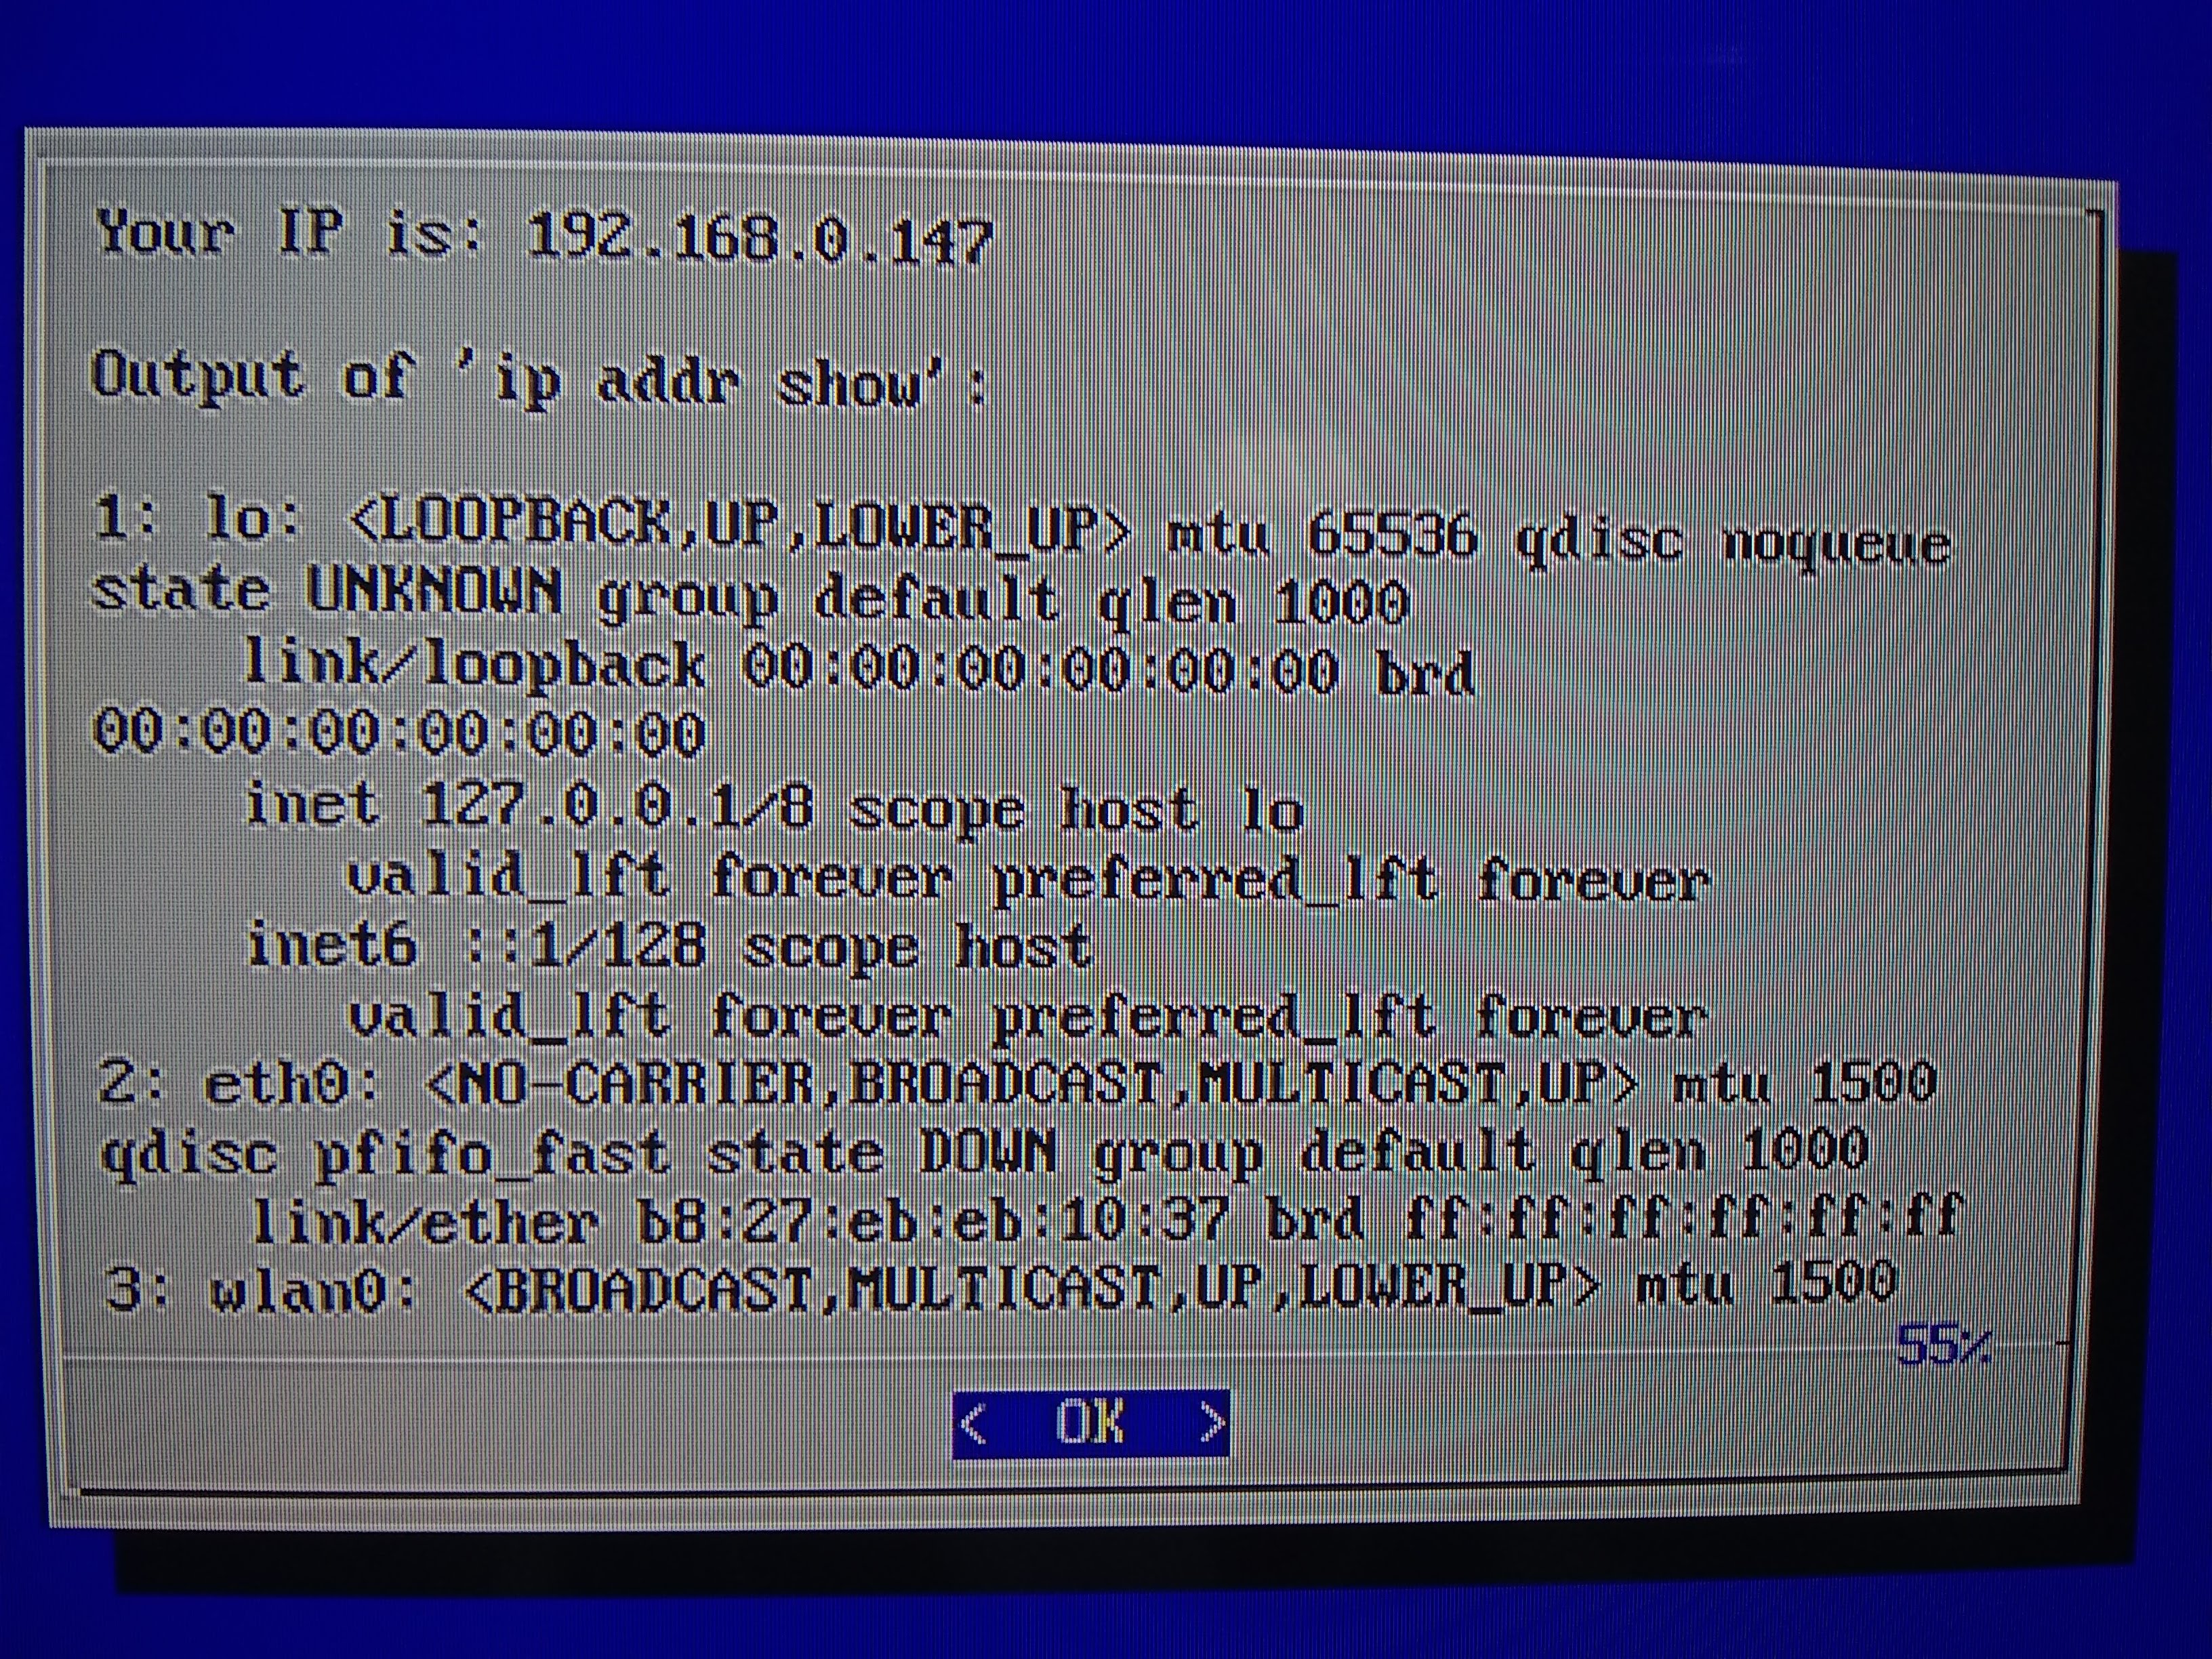 Your IP is: 192.168.0.147
Output of 'ip addr show':
1: lo: <LOOPBACK,UP,LOWER_UP> mtu 65536 qdisc noqueue
state UNKNOWN group default qlen 1000
link/loopback 00:00:00:00:00:00 brd
00:00:00:00:00:00
inet 127.0.0.1/8 scope host lo
valid_lft forever preferred_lft forever
inet6 ::1/128 scope host
valid_lft forever preferred_lft forever
2: eth0: <NO-CARRIER,BROADCAST,MULTICAST,UP> mtu 1500
qdisc pfifo_fast state DOWN group default qlen 1000
link/ether b8:27:eb:eb:10:37 brd ff:ff:ff:ff:ff:ff
3: wlan0: <BROADCAST,MULTICAST,UP,LOWER_UP> mtu 1500
55%
< OK >